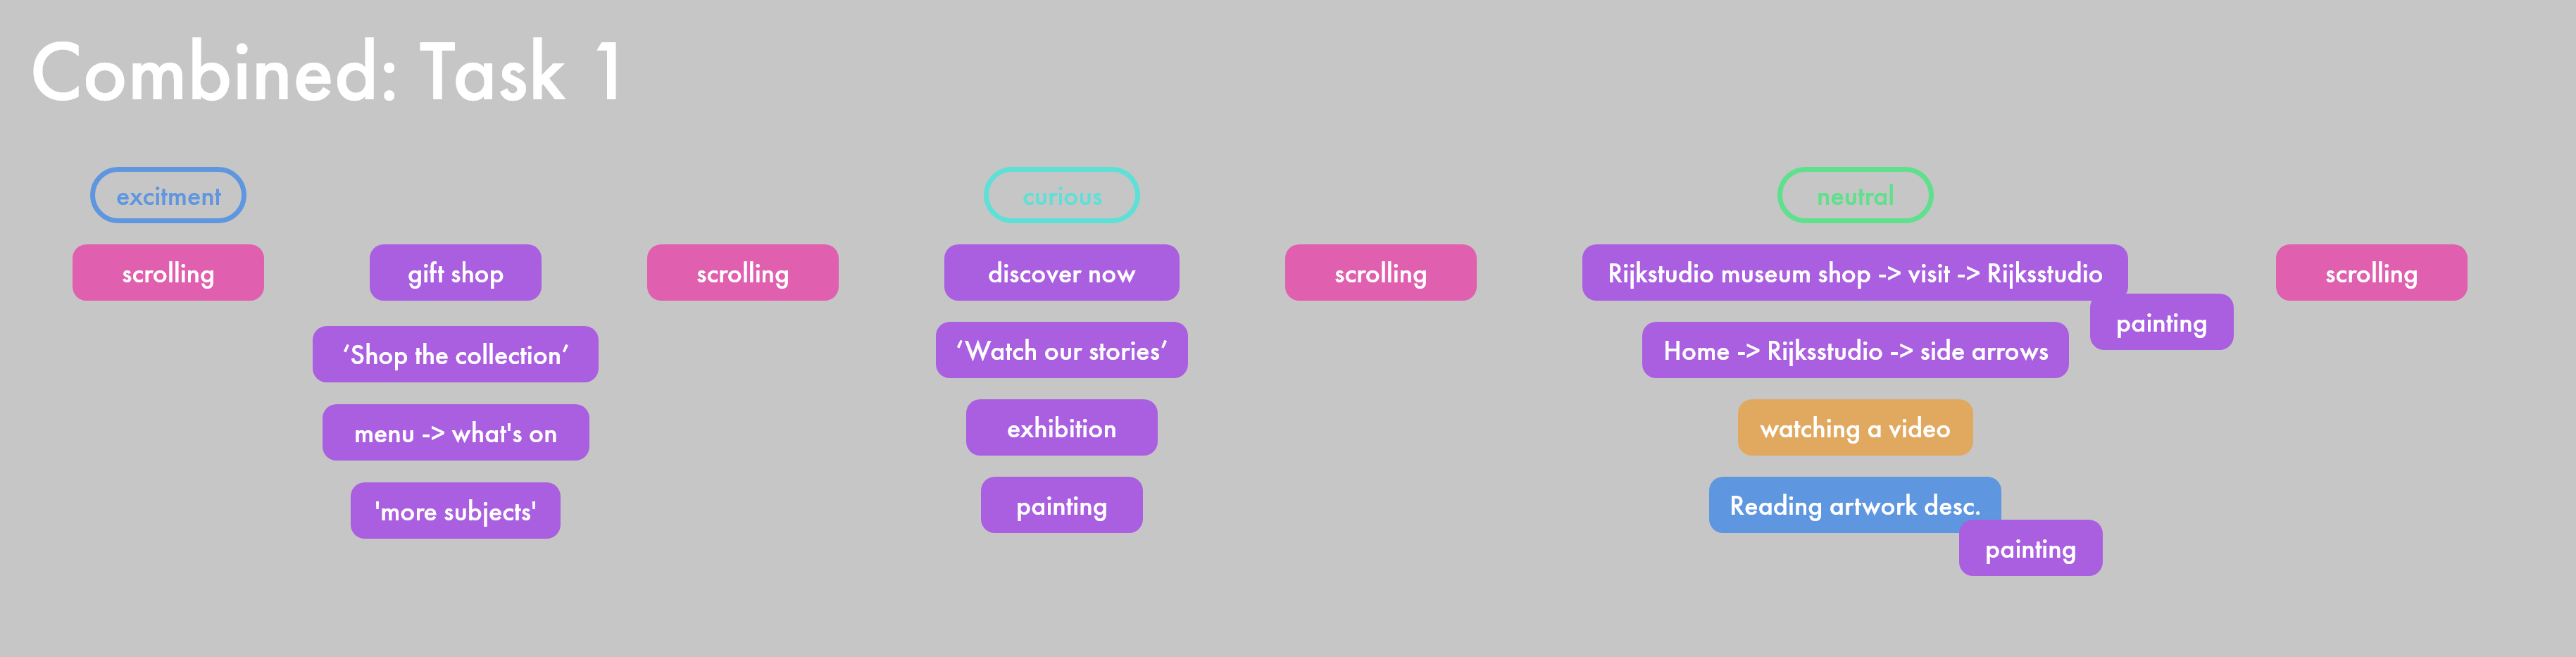 Combined: Task 1
excitment
curious
neutral
scrolling
gift shop
scrolling
discover now
scrolling
Rijkstudio museum shop -> visit -> Rijksstudio
scrolling
painting
‘Shop the collection’
‘Watch our stories’
Home -> Rijksstudio -> side arrows
menu -> what's on
exhibition
watching a video
'more subjects'
painting
Reading artwork desc.
painting